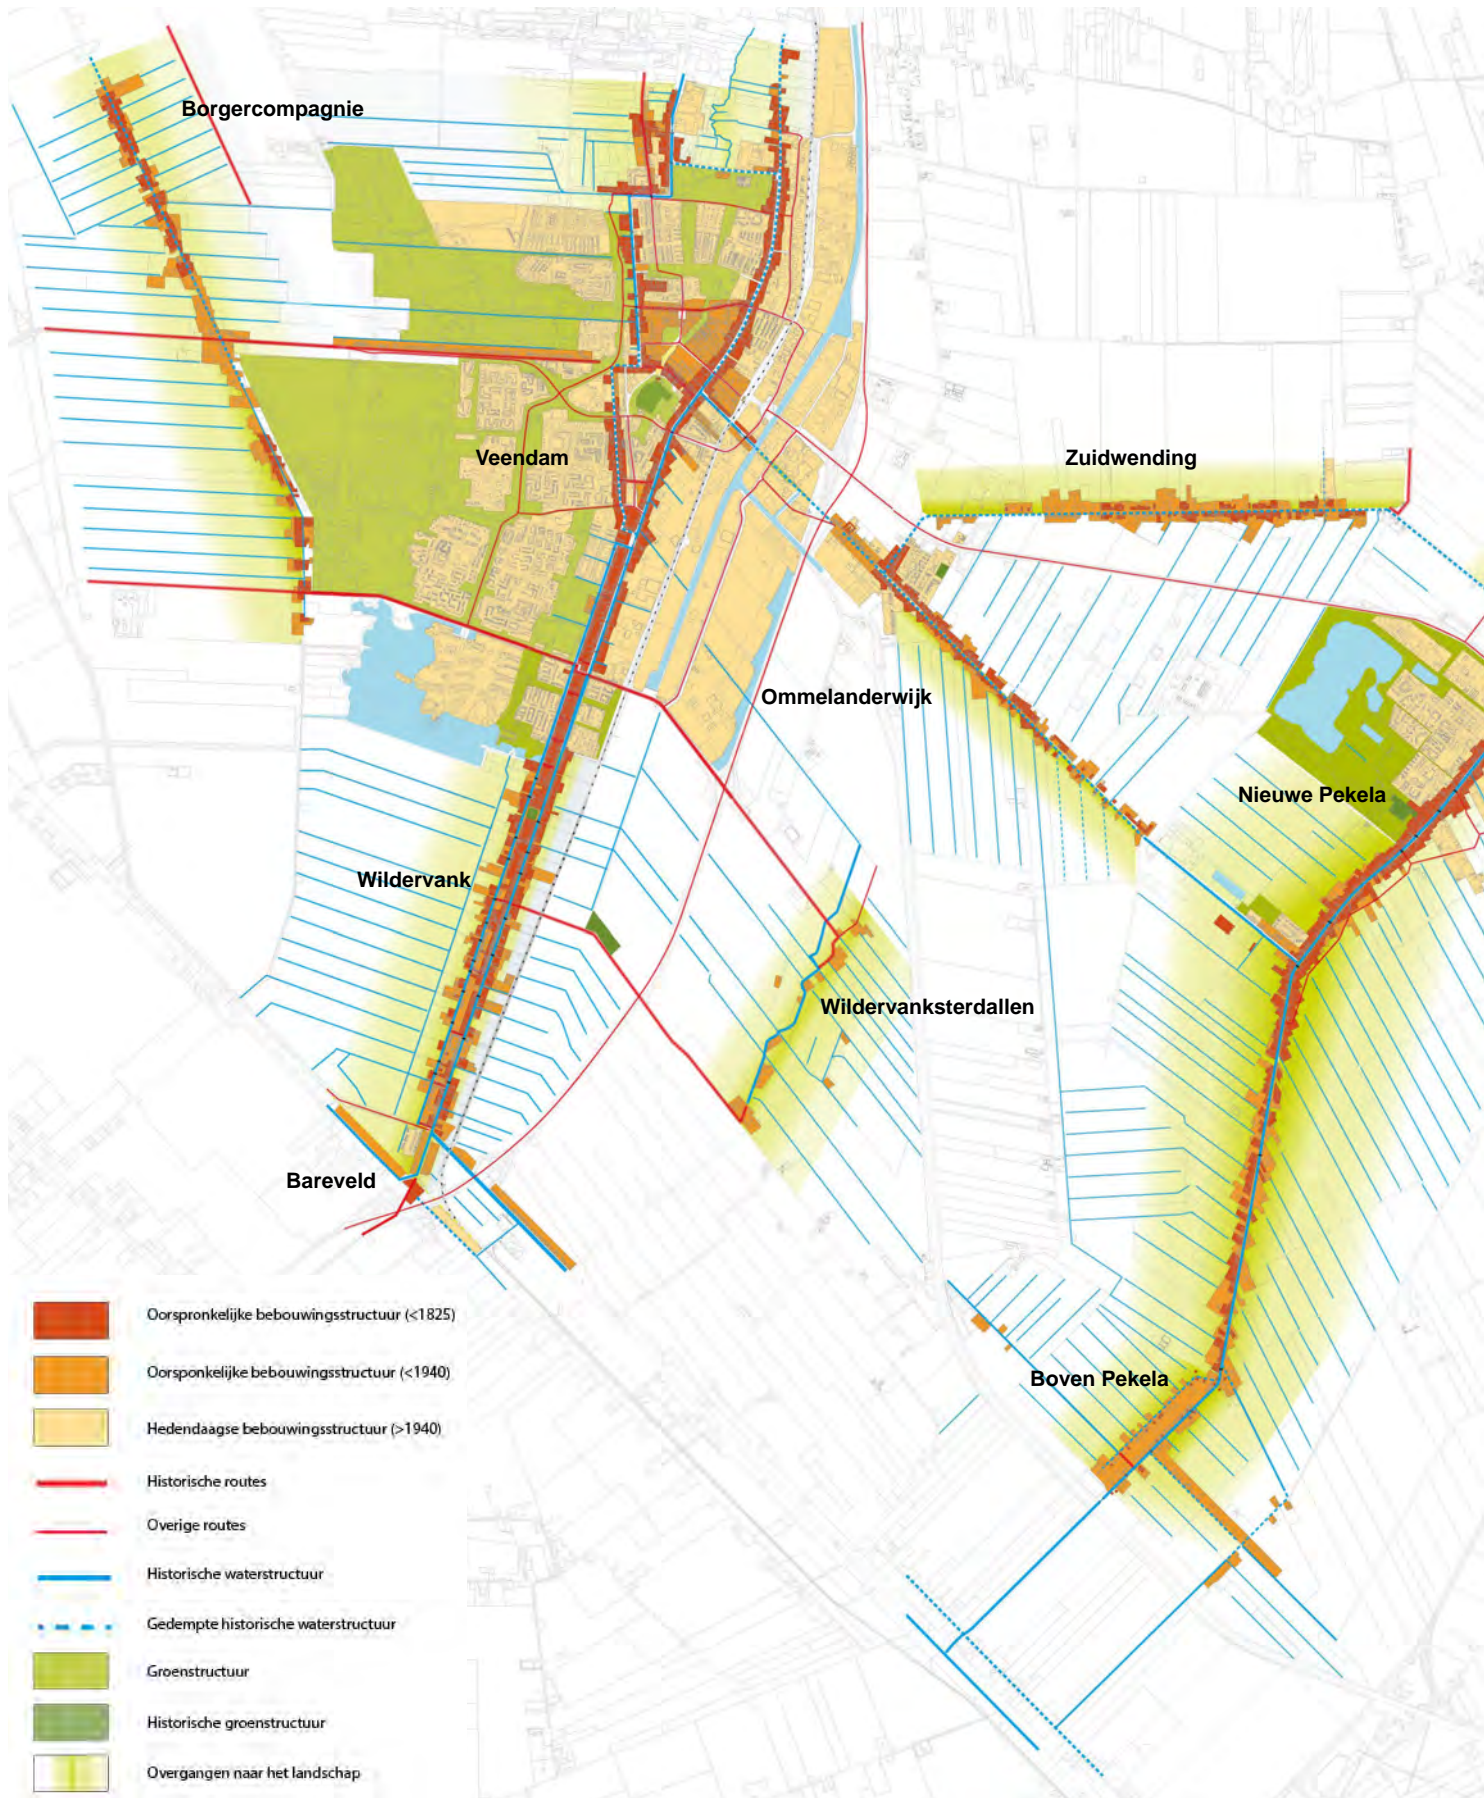 Borgercompagnie
Veendam
Zuidwending
Ommelanderwijk
Nieuwe Pekela
Wildervank
Wildervanksterdallen
Bareveld
Boven Pekela
Oorspronkelijke bebouwingsstructuur (<1825)
Oorsponkelijke bebouwingsstructuur (<1940)
Hedendaagse bebouwingsstructuur (>1940)
Historische routes
Overige routes
Historische waterstructuur
Gedempte historische waterstructuur
Groenstructuur
Historische groenstructuur
Overgangen naar het landschap